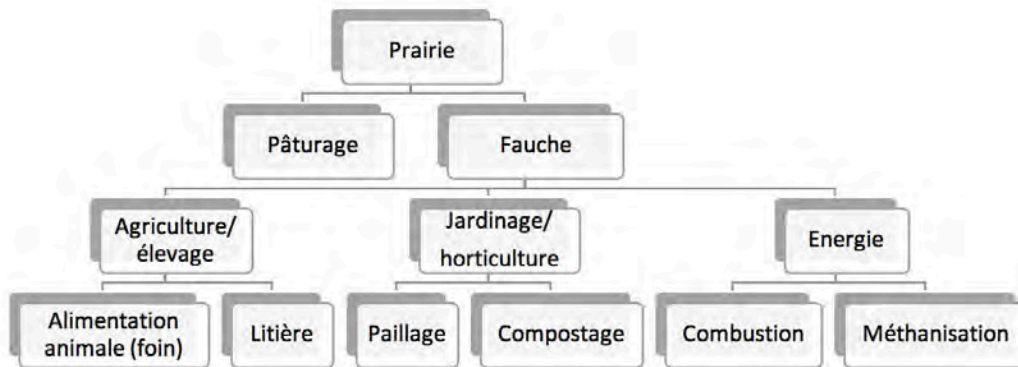 Prairie
Pâturage
Fauche
Agriculture/
élevage
Jardinage/
horticulture
Energie
Alimentation
animale (foin)
Litière
Paillage
Compostage
Combustion
Méthanisation